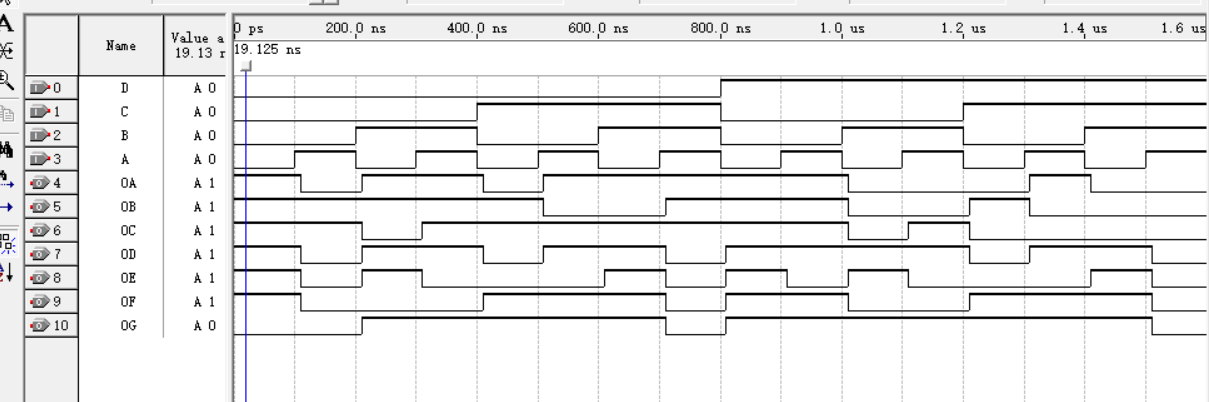 0 ps 200.0 ns 400.0 ns 600.0 ns 800.0 ns 1.0 us 1.2 us 1.4 us 1.6 us
Name Value a
19.13 r 19.125 ns
0 D A 0
1 C A 0
2 B A 0
3 A A 0
4 OA A 1
5 OB A 1
6 OC A 1
7 OD A 1
8 OE A 1
9 OF A 1
10 OG A 0